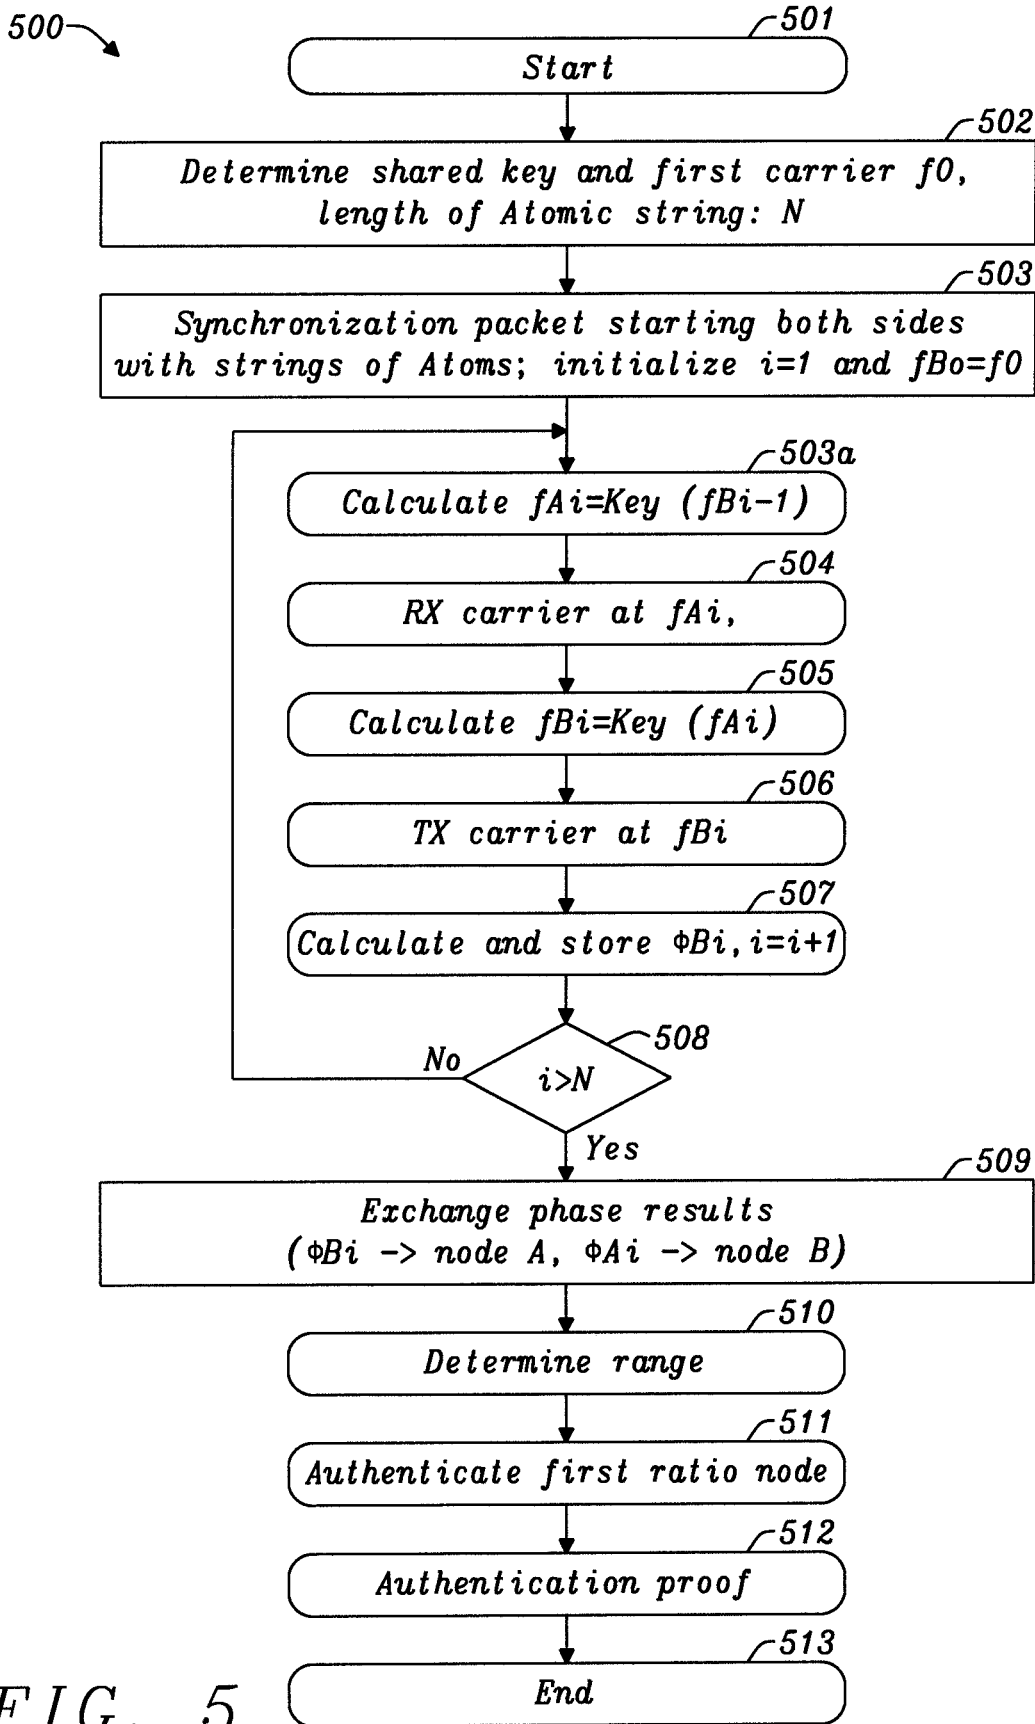 500
501
Start
502
Determine shared key and first carrier f0,
length of Atomic string: N
503
Synchronization packet starting both sides
with strings of Atoms; initialize i=1 and fBo=f0
503a
Calculate fAi=Key (fBi-1)
504
RX carrier at fAi,
505
Calculate fBi=Key (fAi)
506
TX carrier at fBi
507
Calculate and store ΦBi, i=i+1
508
No
i>N
Yes
509
Exchange phase results
(ΦBi -> node A, ΦAi -> node B)
510
Determine range
511
Authenticate first ratio node
512
Authentication proof
513
End
FIG. 5